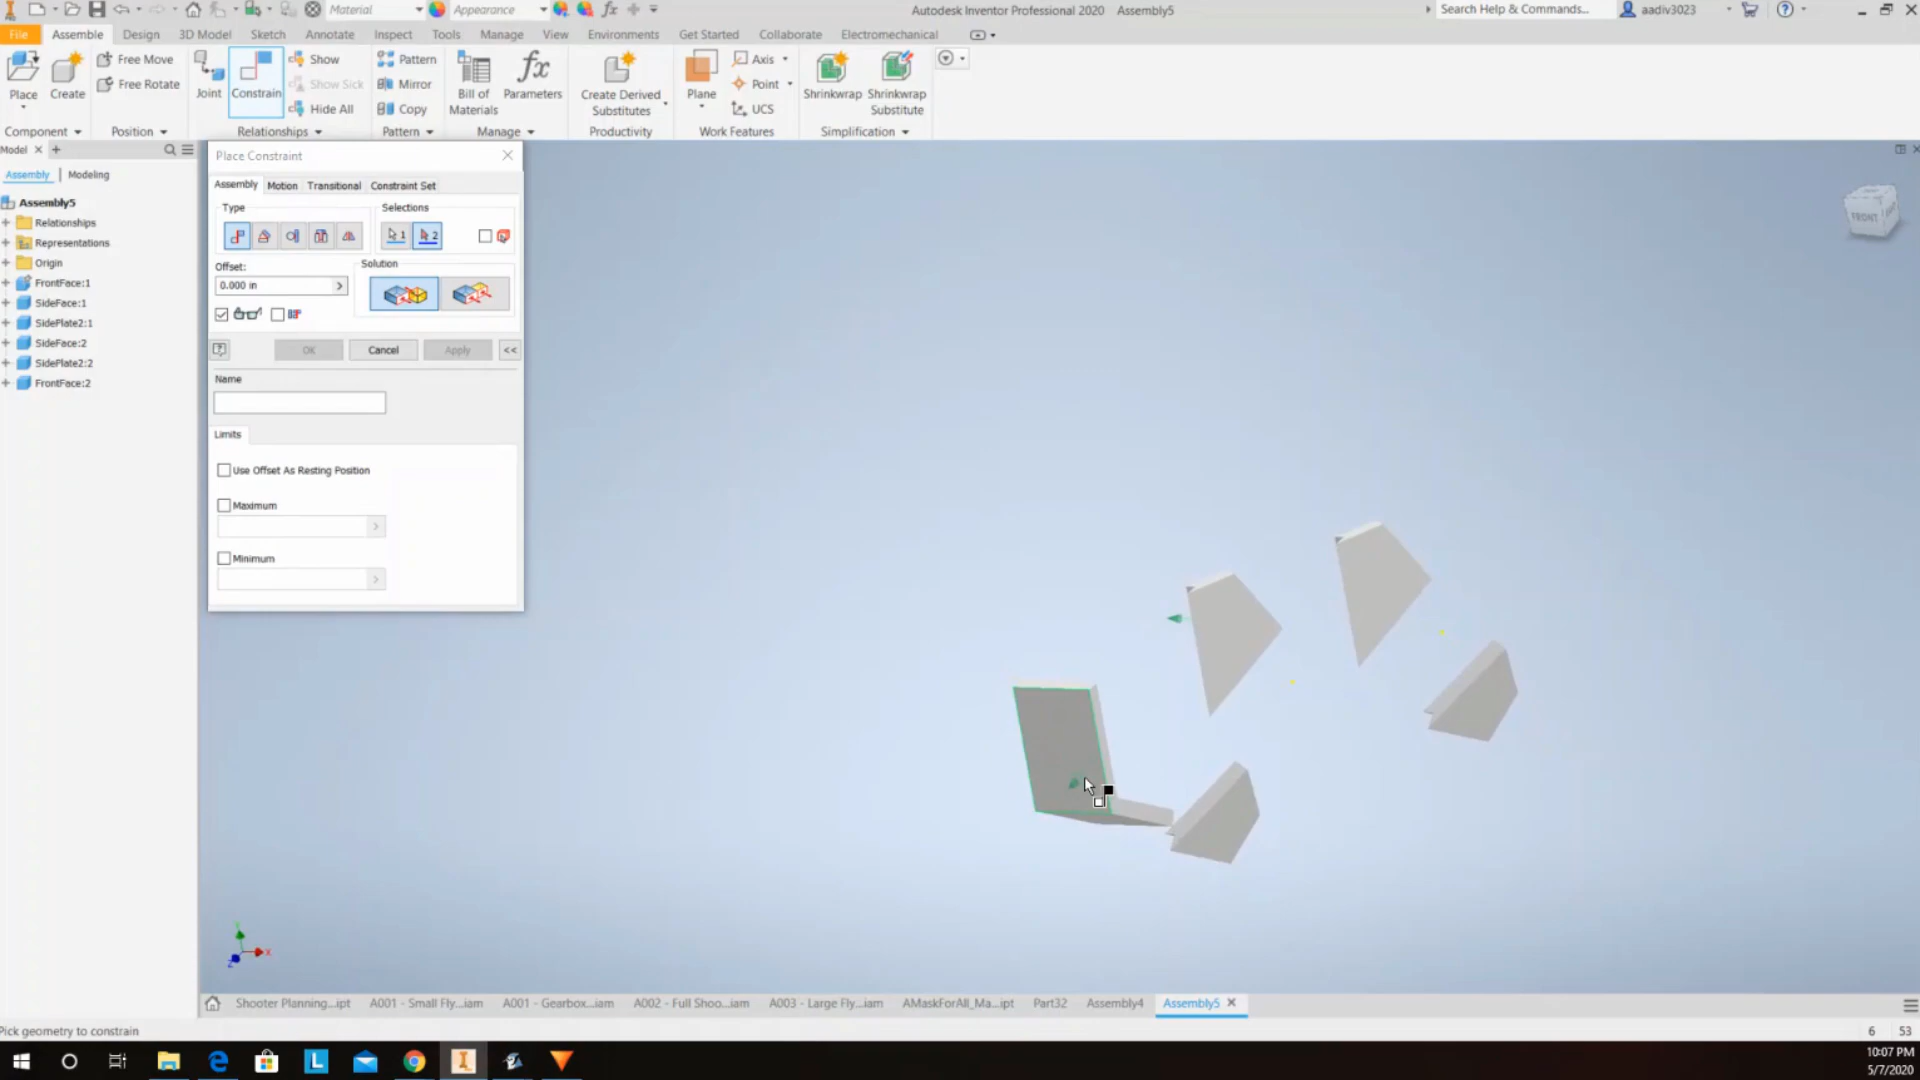 Material
Appearance
Autodesk Inventor Professional 2020 Assembly5
Search Help & Commands...
aadiv3023
File Assemble Design 3D Model Sketch Annotate Inspect Tools Manage View Environments Get Started Collaborate Electromechanical
Place
Create
Free Move
Free Rotate
Joint
Constrain
Show
Show Sick
Hide All
Pattern
Mirror
Copy
Bill of
Materials
Parameters
Create Derived
Substitutes
Plane
Axis
Point
UCS
Shrinkwrap
Shrinkwrap
Substitute
Component Position Relationships Pattern Manage Productivity Work Features Simplification
Model
Assembly Modeling
Assembly5
Relationships
Representations
Origin
FrontFace:1
SideFace:1
SidePlate2:1
SideFace:2
SidePlate2:2
FrontFace:2
Place Constraint
Assembly Motion Transitional Constraint Set
Type
Selections
1 2
Offset:
Solution
0.000 in
OK Cancel Apply <<
Name
Limits
Use Offset As Resting Position
Maximum
Minimum
FRONT
X
Shooter Planning...ipt A001 - Small Fly...iam A001 - Gearbox...iam A002 - Full Shoo...iam A003 - Large Fly...iam AMaskForAll_Ma...ipt Part32 Assembly4 Assembly5
Pick geometry to constrain
6 53
10:07 PM
5/7/2020